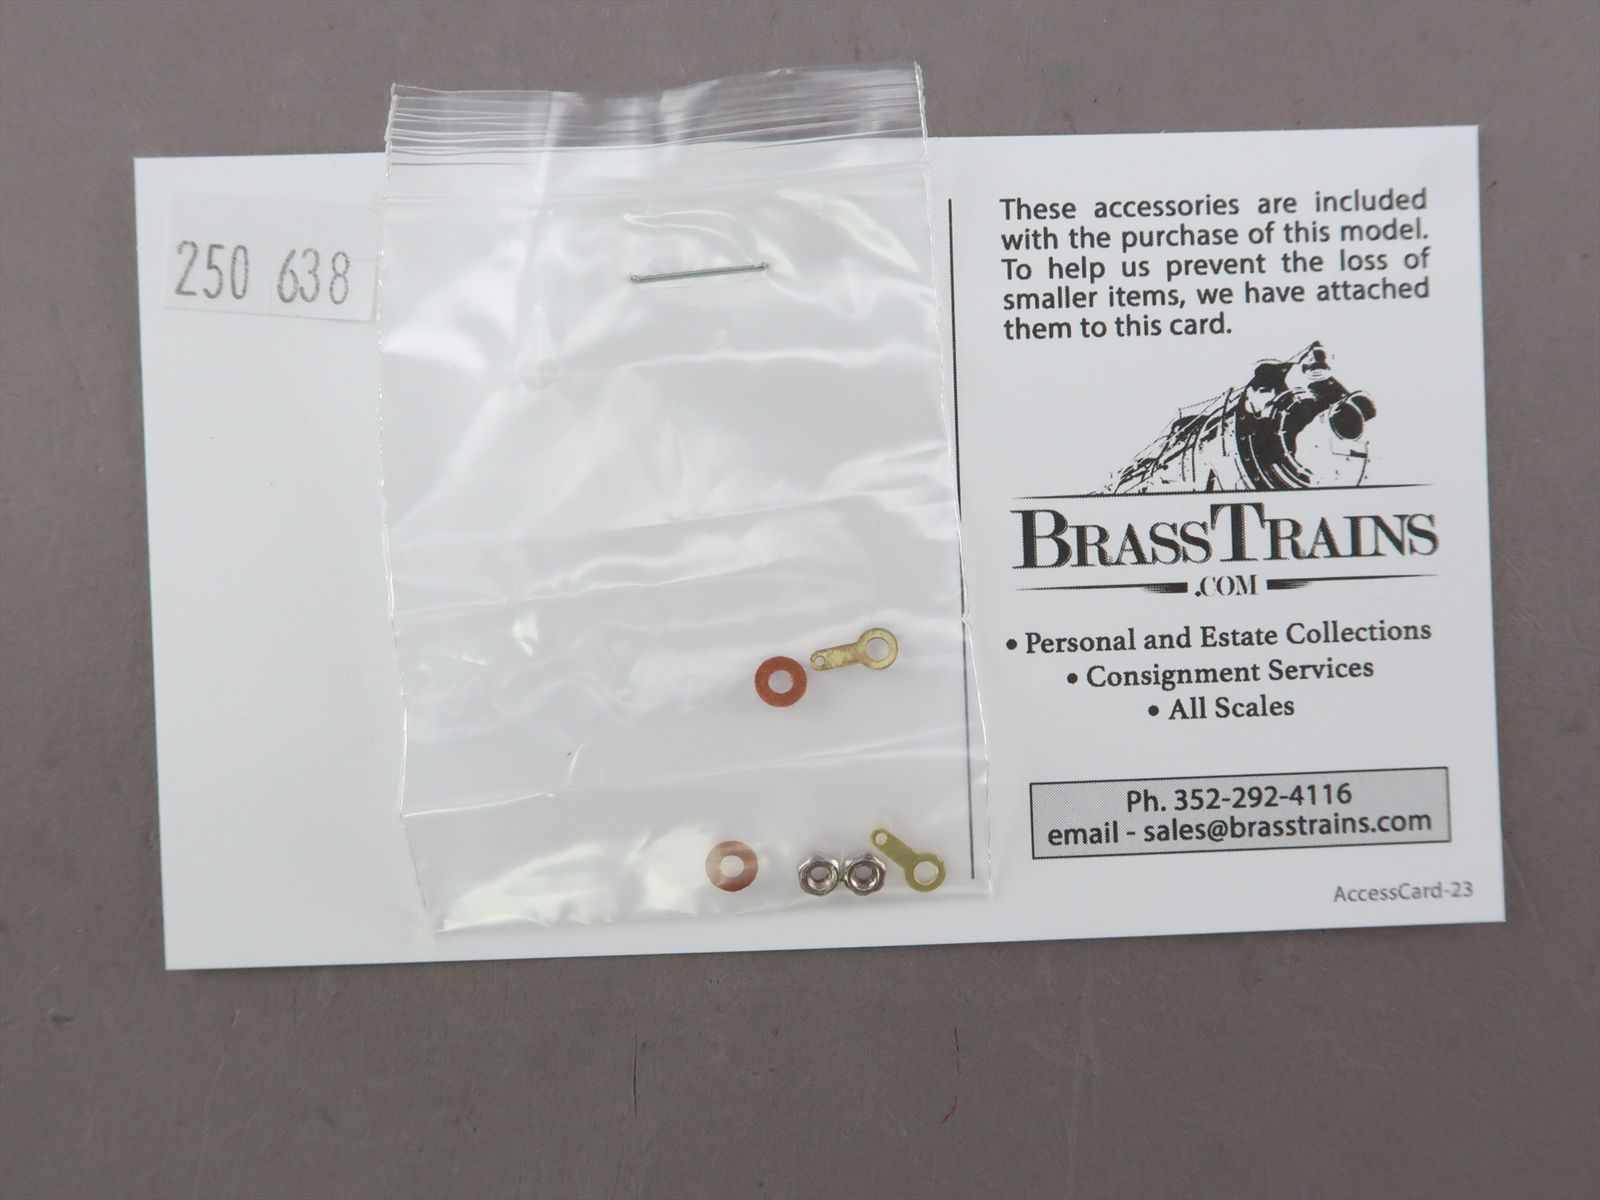 250 638
These accessories are included
with the purchase of this model.
To help us prevent the loss of
smaller items, we have attached
them to this card.
BRASSTRAINS
.COM
• Personal and Estate Collections
• Consignment Services
• All Scales
Ph. 352-292-4116
email - sales@brasstrains.com
AccessCard-23